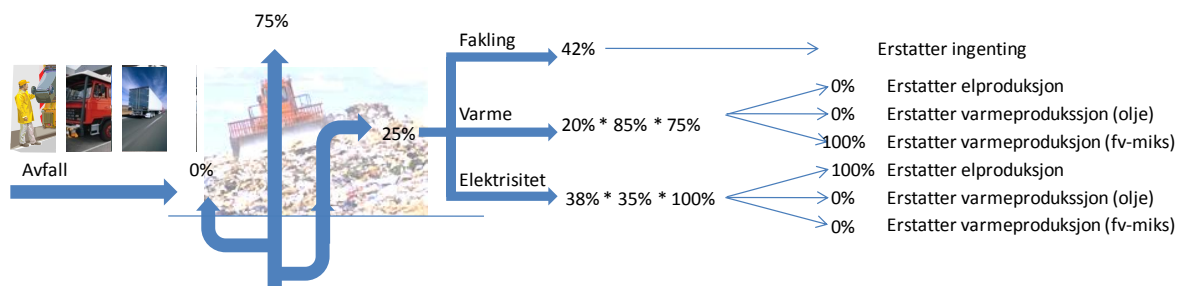 75%
Fakling
42%
Erstatter ingenting
0% Erstatter elproduksjon
Varme
0% Erstatter varmeprodukssjon (olje)
25%
20% * 85% * 75%
100% Erstatter varmeproduksjon (fv-miks)
Avfall
0%
100% Erstatter elproduksjon
Elektrisitet
38% * 35% * 100%
0% Erstatter varmeprodukssjon (olje)
0% Erstatter varmeproduksjon (fv-miks)